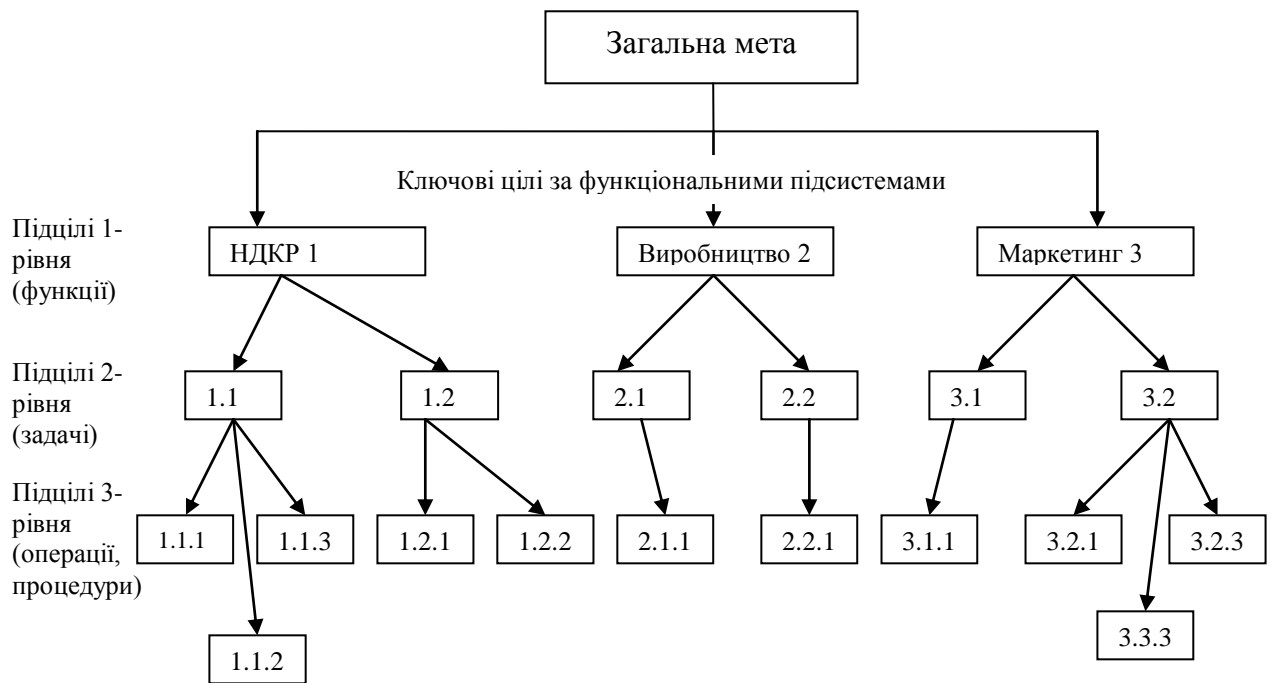 Загальна мета
Ключові цілі за функціональними підсистемами
Підцілі 1-
рівня
(функції)
НДКР 1
Виробництво 2
Маркетинг 3
Підцілі 2-
рівня
(задачі)
1.1
1.2
2.1
2.2
3.1
3.2
Підцілі 3-
рівня
(операції,
процедури)
1.1.1
1.1.3
1.2.1
1.2.2
2.1.1
2.2.1
3.1.1
3.2.1
3.2.3
1.1.2
3.3.3